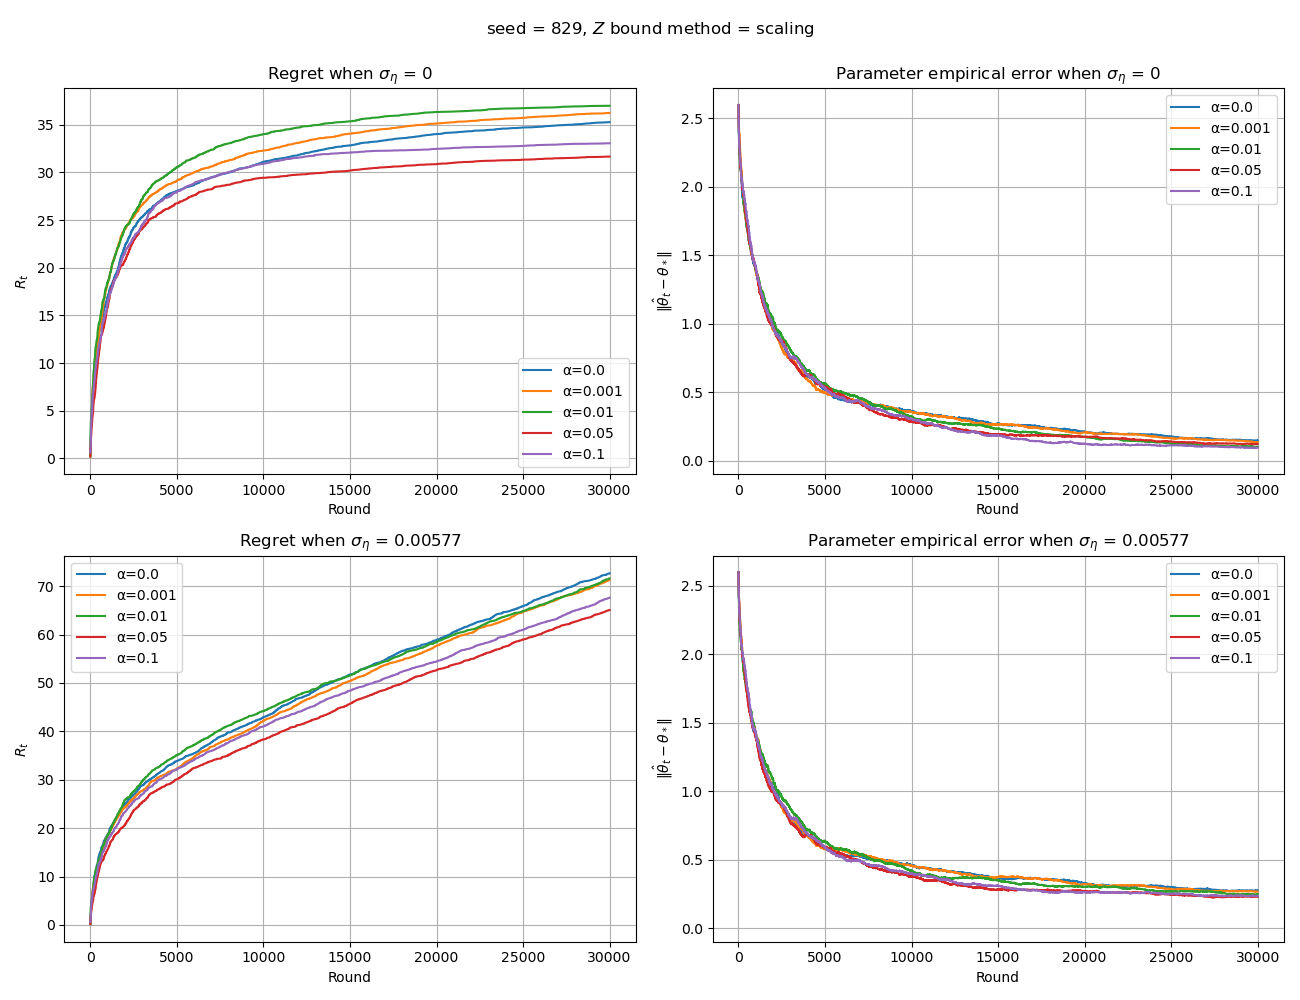 seed = 829, Z bound method = scaling
Regret when σ_η = 0
35
30
25
20
15
10
5
0
R_t
0 5000 10000 15000 20000 25000 30000
Round
α=0.0
α=0.001
α=0.01
α=0.05
α=0.1
Parameter empirical error when σ_η = 0
2.5
2.0
1.5
1.0
0.5
0.0
‖θ̂_t − θ_*‖
0 5000 10000 15000 20000 25000 30000
Round
α=0.0
α=0.001
α=0.01
α=0.05
α=0.1
Regret when σ_η = 0.00577
70
60
50
40
30
20
10
0
R_t
0 5000 10000 15000 20000 25000 30000
Round
α=0.0
α=0.001
α=0.01
α=0.05
α=0.1
Parameter empirical error when σ_η = 0.00577
2.5
2.0
1.5
1.0
0.5
0.0
‖θ̂_t − θ_*‖
0 5000 10000 15000 20000 25000 30000
Round
α=0.0
α=0.001
α=0.01
α=0.05
α=0.1